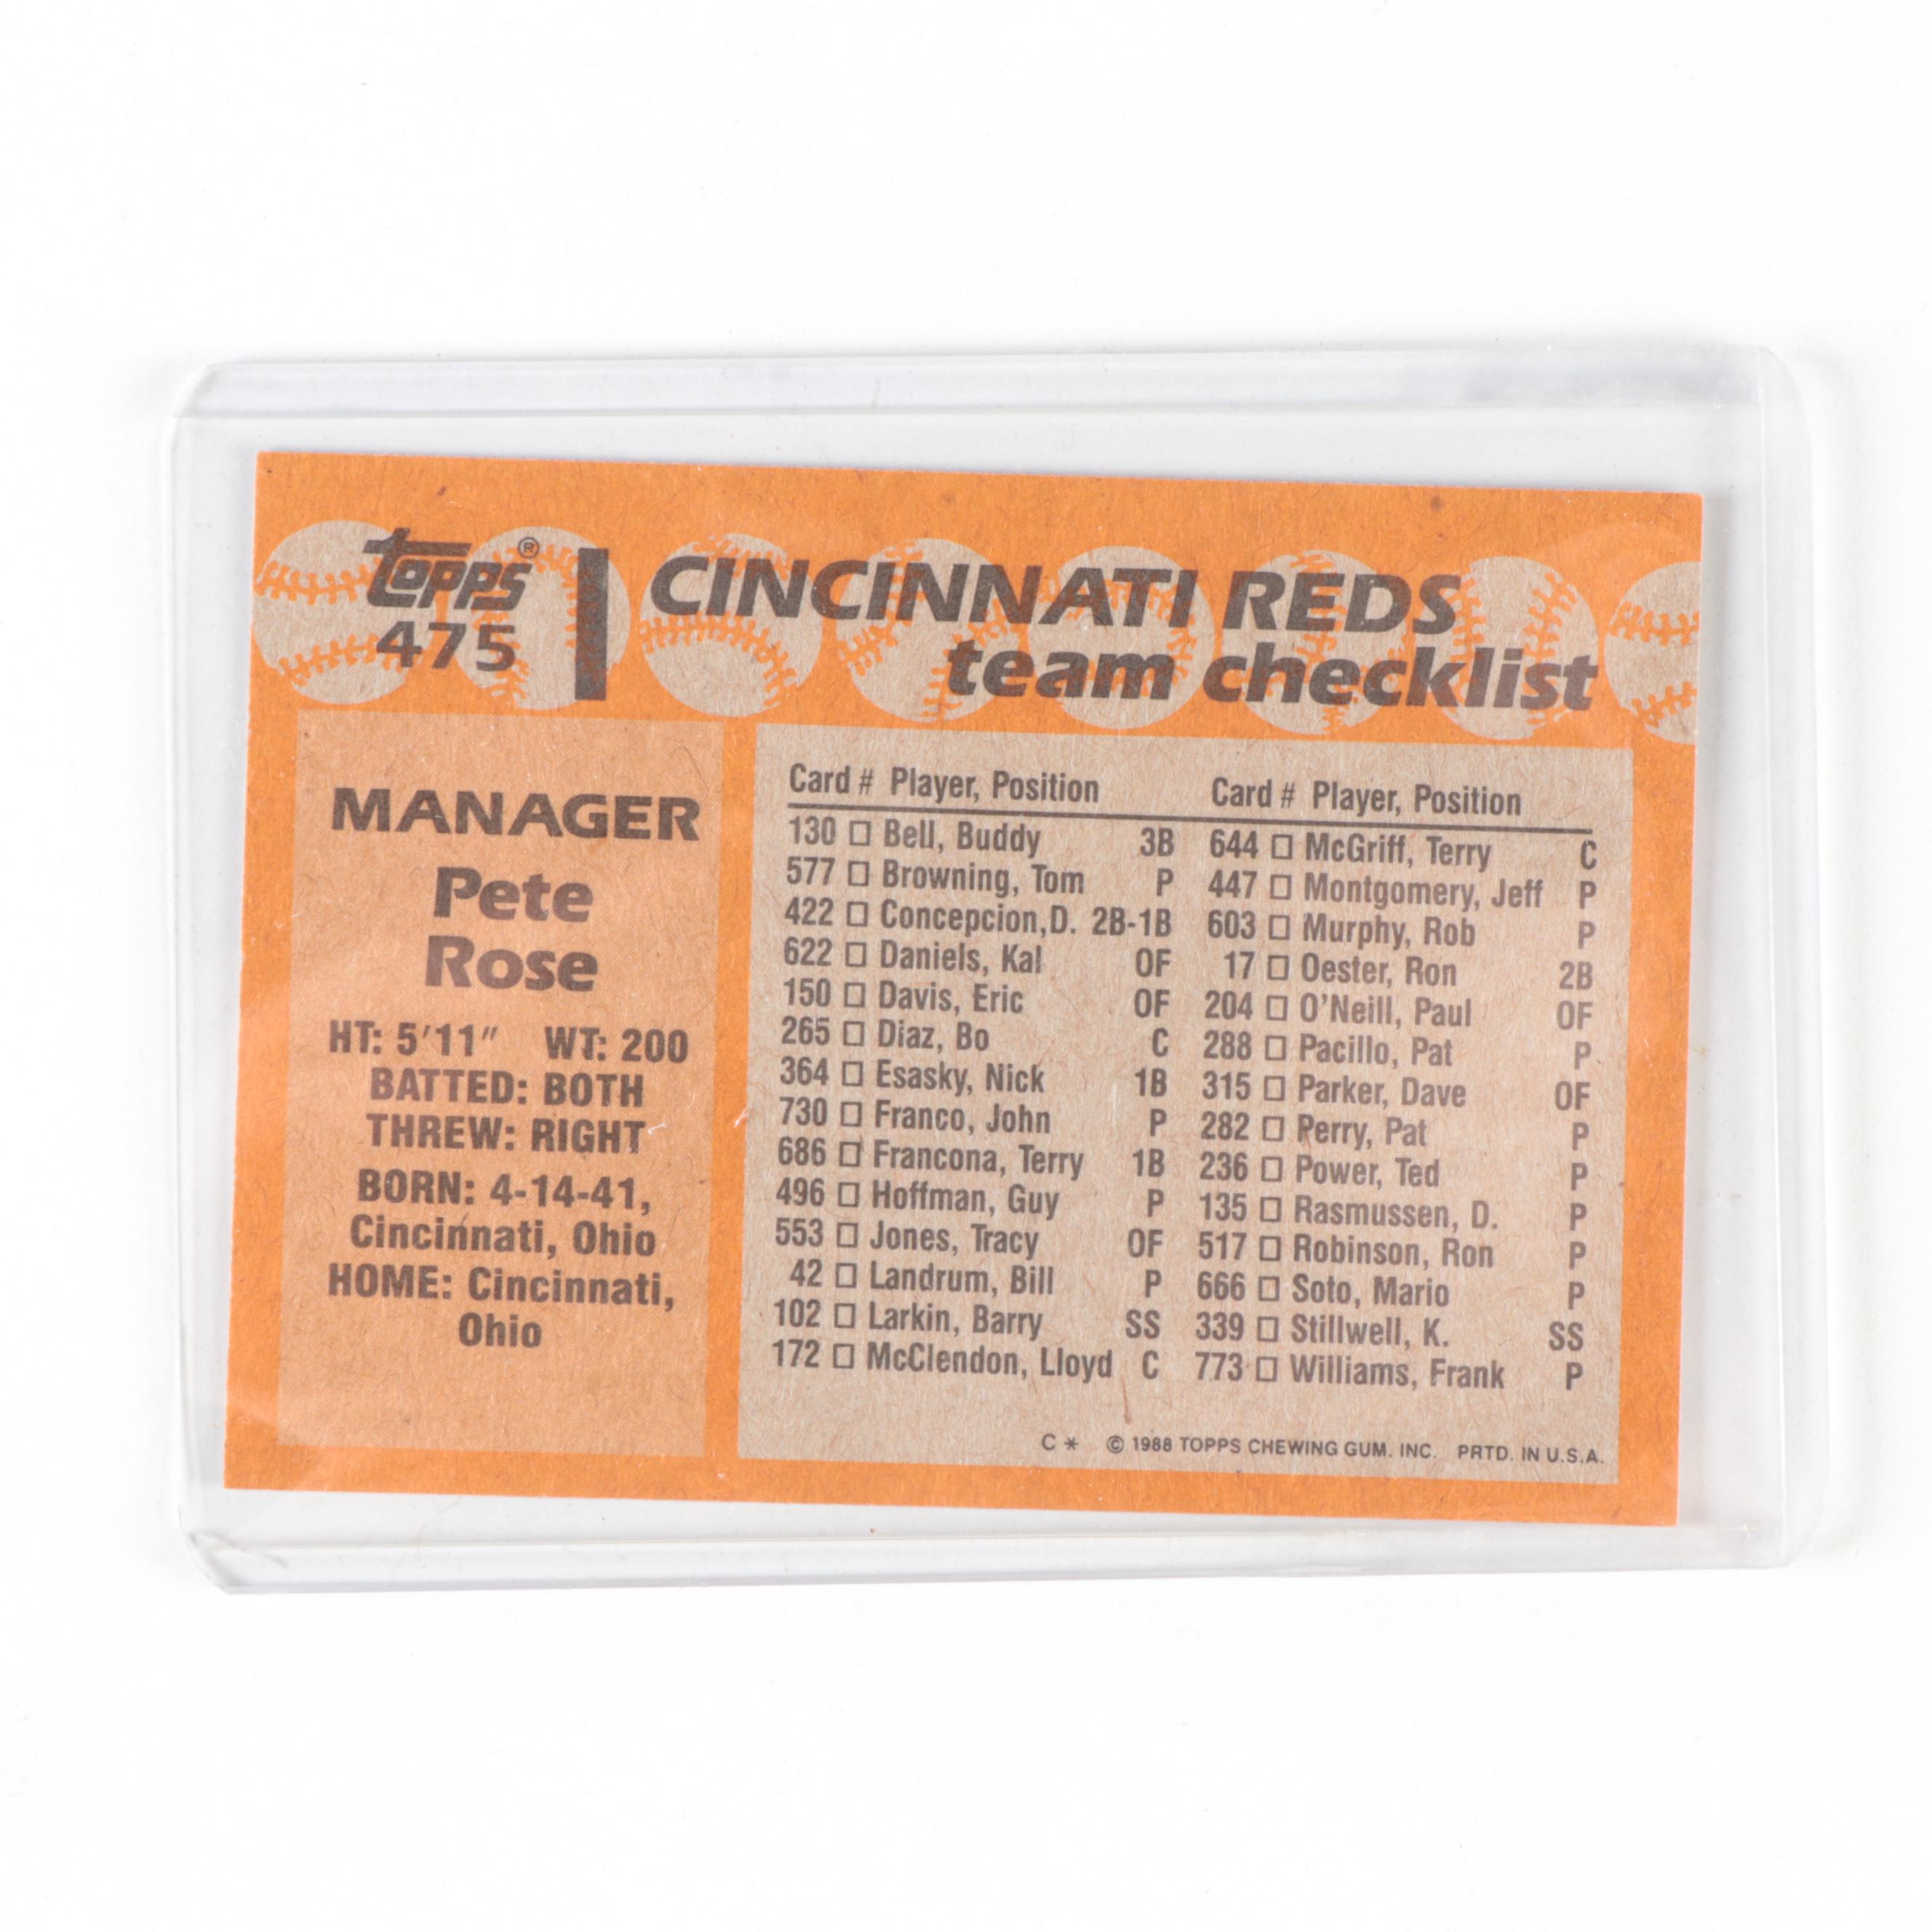 topps®
475
CINCINNATI REDS
team checklist
MANAGER
Pete
Rose
HT: 5'11" WT: 200
BATTED: BOTH
THREW: RIGHT
BORN: 4-14-41,
Cincinnati, Ohio
HOME: Cincinnati,
Ohio
Card # Player, Position
130 □ Bell, Buddy 3B
577 □ Browning, Tom P
422 □ Concepcion,D. 2B-1B
622 □ Daniels, Kal OF
150 □ Davis, Eric OF
265 □ Diaz, Bo C
364 □ Esasky, Nick 1B
730 □ Franco, John P
686 □ Francona, Terry 1B
496 □ Hoffman, Guy P
553 □ Jones, Tracy OF
42 □ Landrum, Bill P
102 □ Larkin, Barry SS
172 □ McClendon, Lloyd C
Card # Player, Position
644 □ McGriff, Terry C
447 □ Montgomery, Jeff P
603 □ Murphy, Rob P
17 □ Oester, Ron 2B
204 □ O'Neill, Paul OF
288 □ Pacillo, Pat P
315 □ Parker, Dave OF
282 □ Perry, Pat P
236 □ Power, Ted P
135 □ Rasmussen, D. P
517 □ Robinson, Ron P
666 □ Soto, Mario P
339 □ Stillwell, K. SS
773 □ Williams, Frank P
C * © 1988 TOPPS CHEWING GUM. INC. PRTD. IN U.S.A.